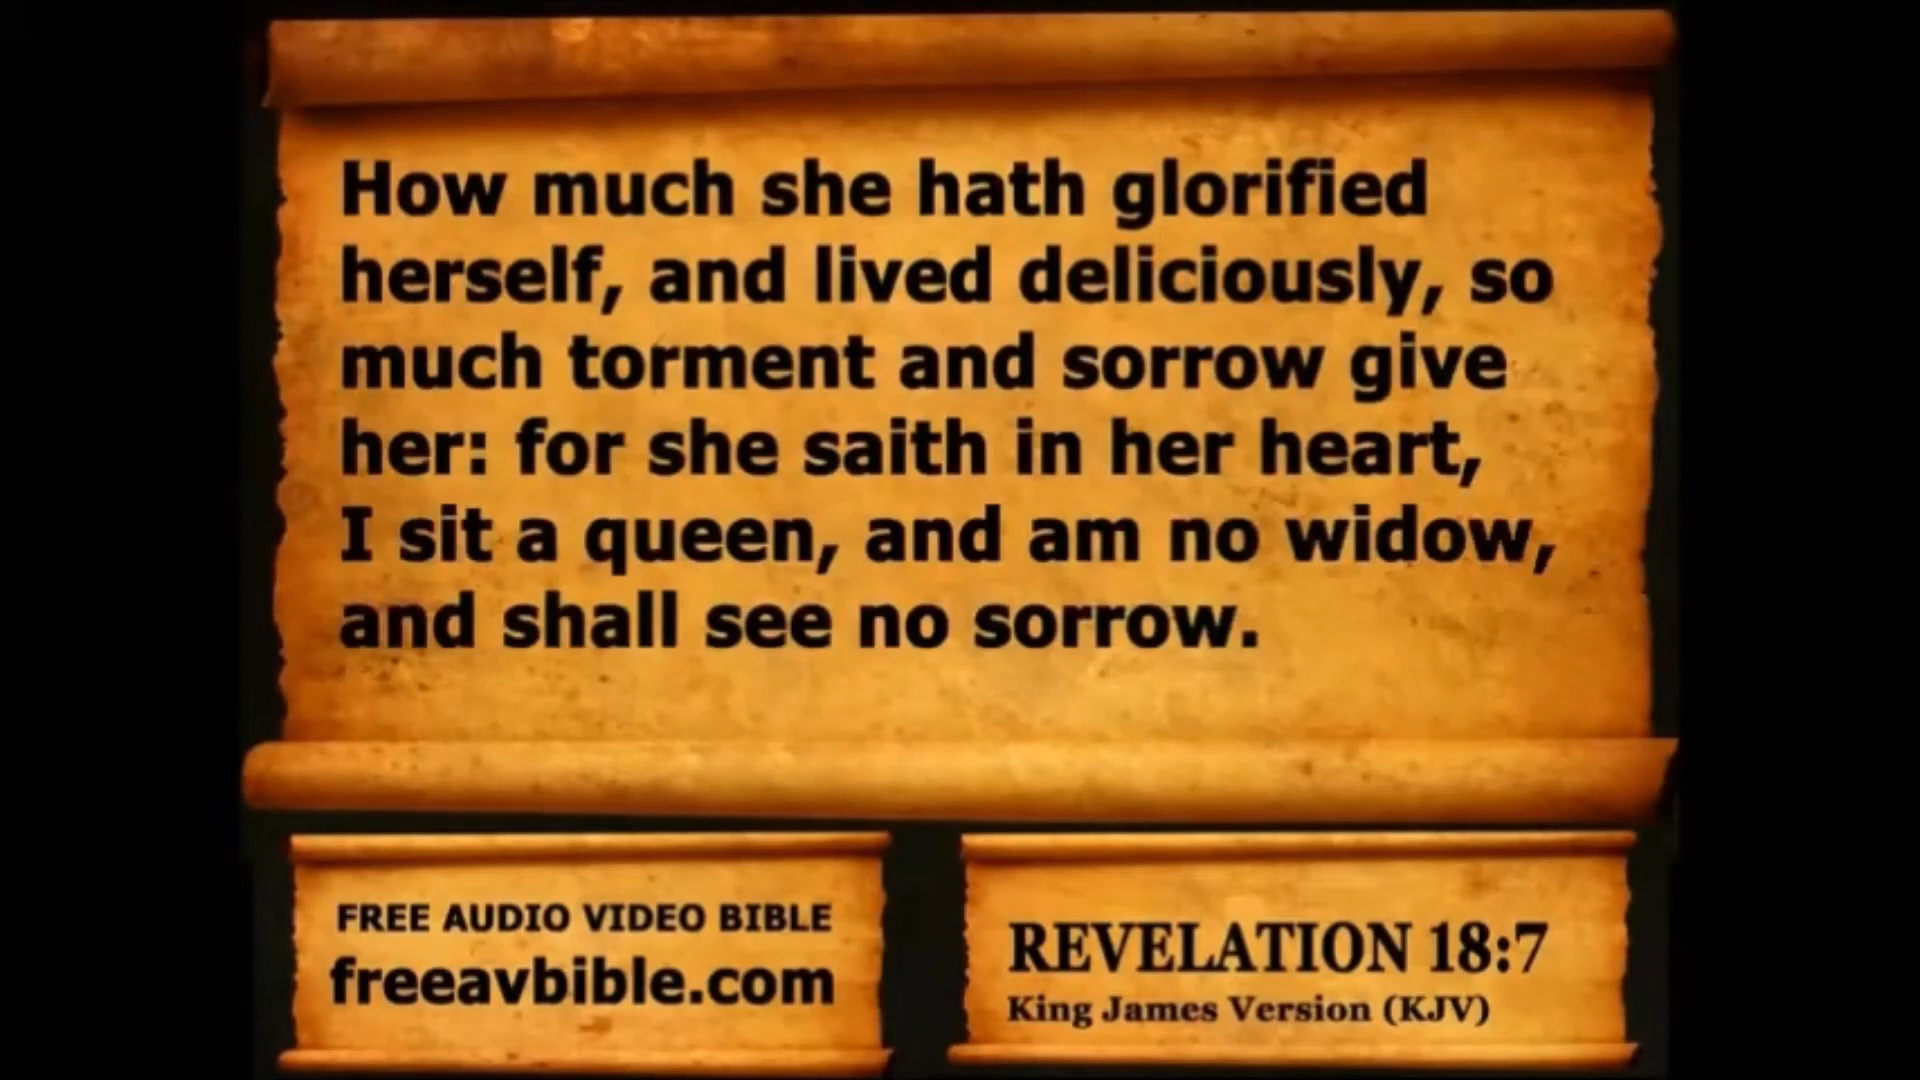 How much she hath glorified
herself, and lived deliciously, so
much torment and sorrow give
her: for she saith in her heart,
I sit a queen, and am no widow,
and shall see no sorrow.
FREE AUDIO VIDEO BIBLE
freeavbible.com
REVELATION 18:7
King James Version (KJV)